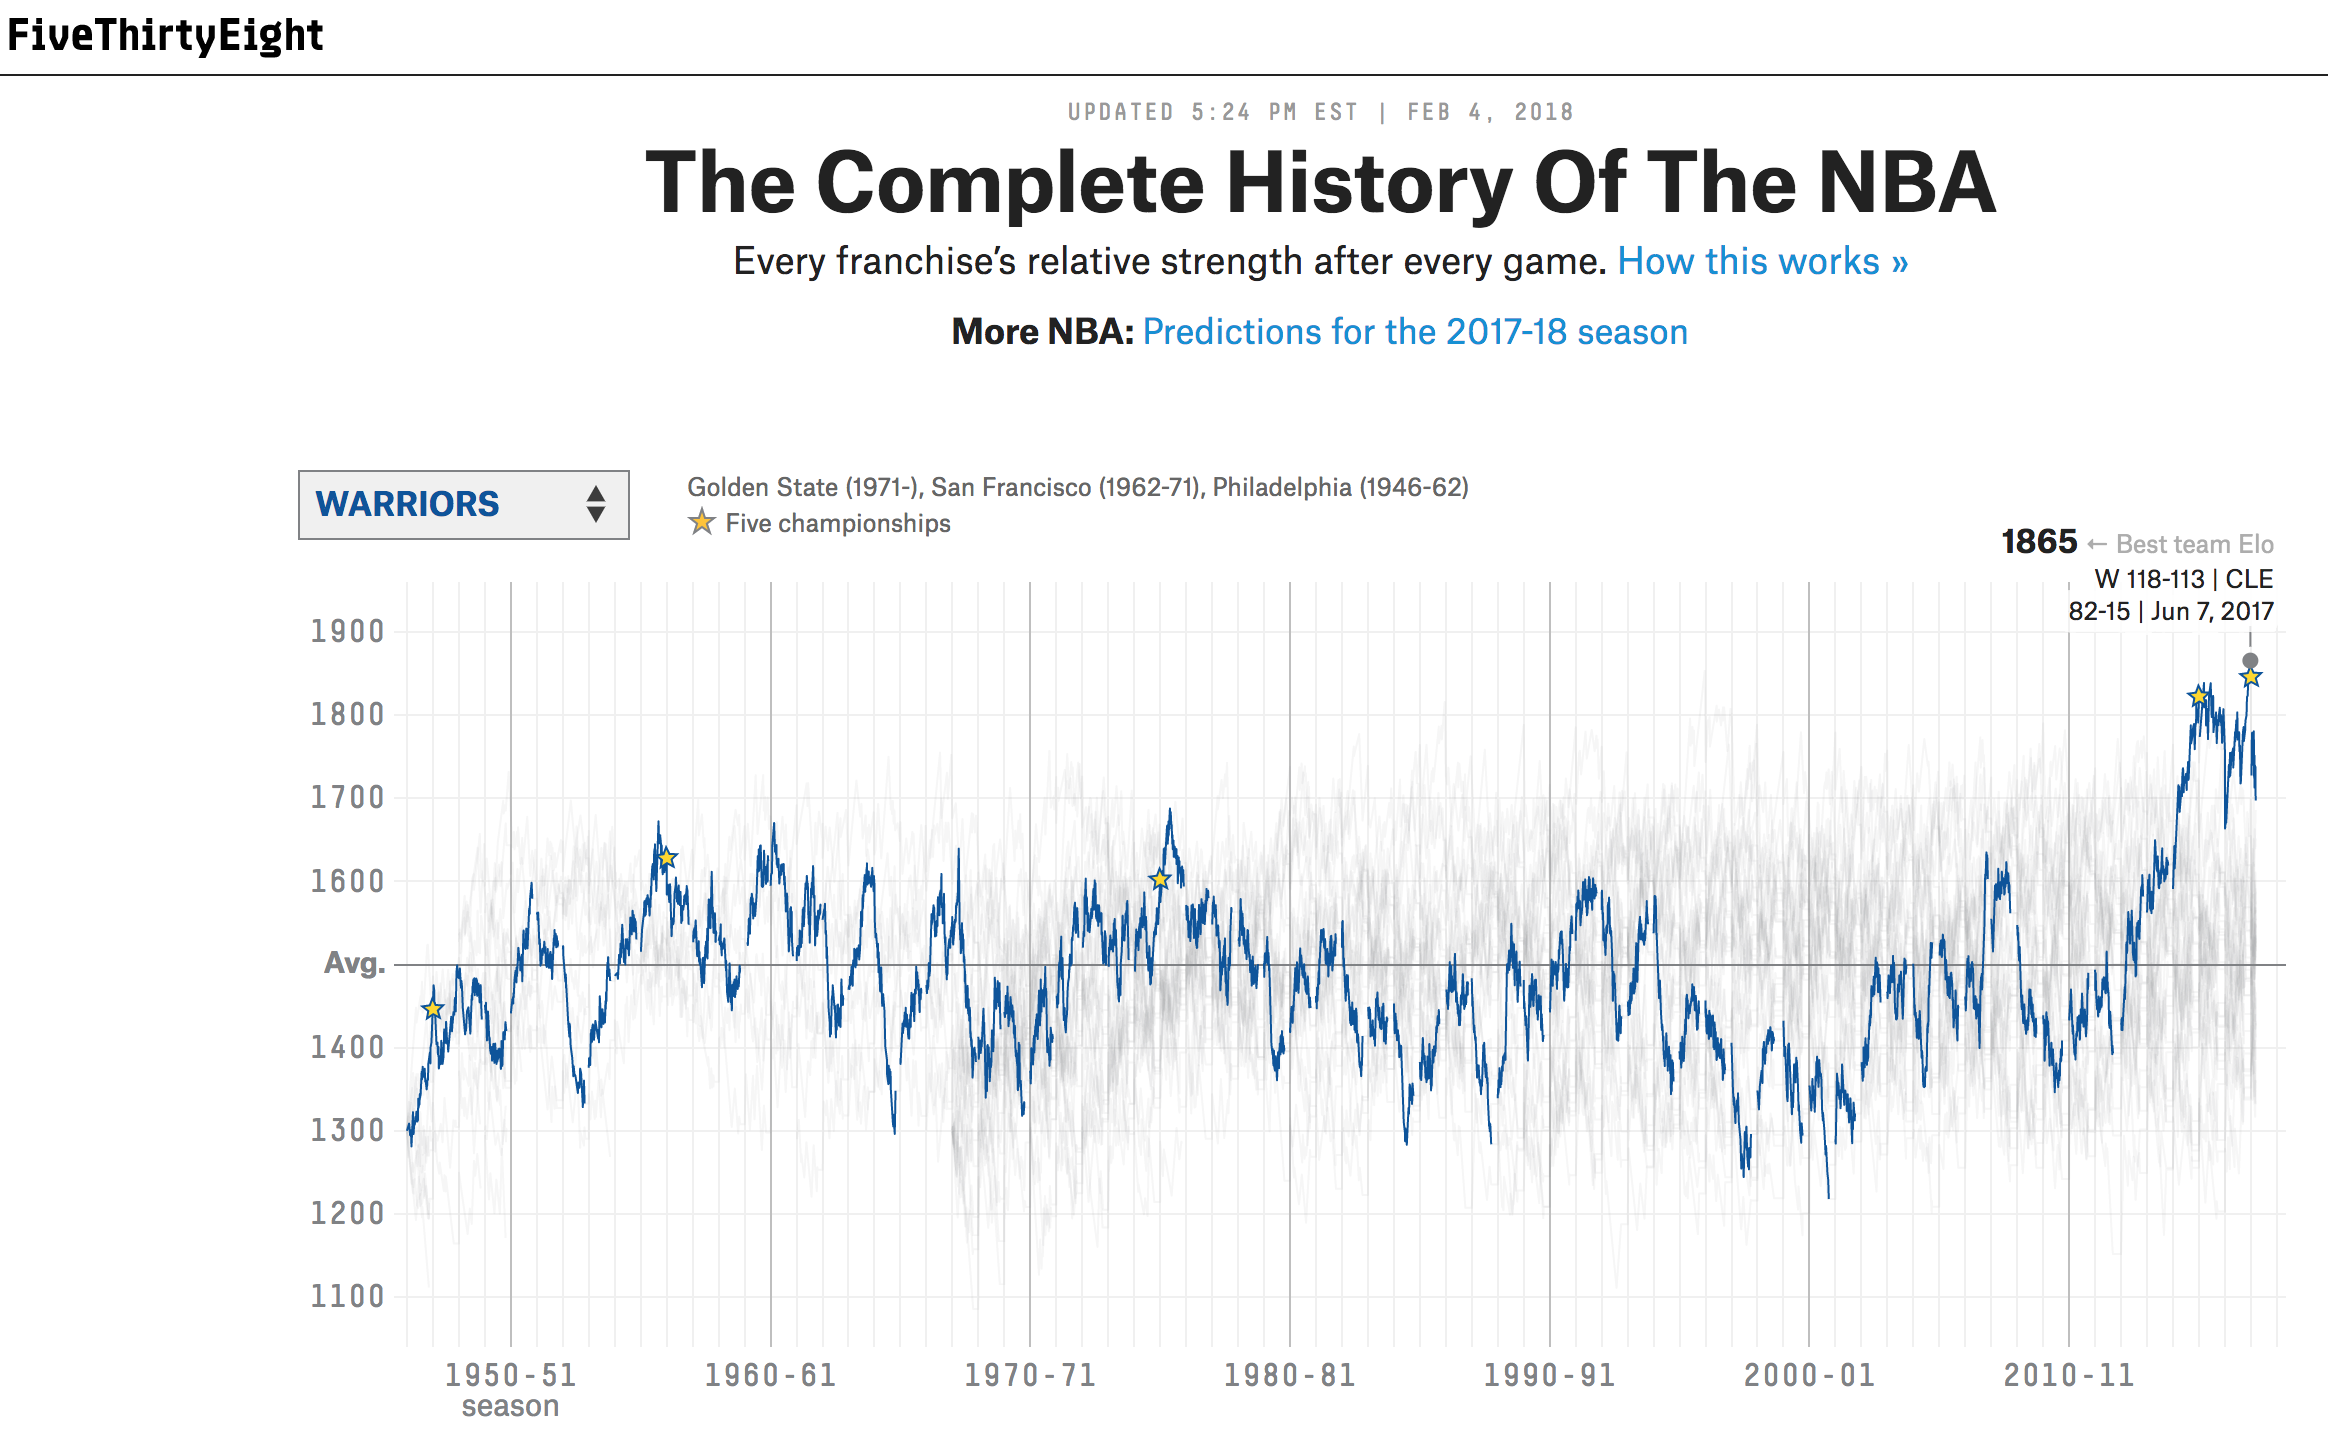 FiveThirtyEight
UPDATED 5:24 PM EST | FEB 4, 2018
The Complete History Of The NBA
Every franchise’s relative strength after every game. How this works »
More NBA: Predictions for the 2017-18 season
WARRIORS
Golden State (1971-), San Francisco (1962-71), Philadelphia (1946-62)
Five championships
1865 ← Best team Elo
W 118-113 | CLE
82-15 | Jun 7, 2017
1900
1800
1700
1600
Avg.
1400
1300
1200
1100
1950-51 1960-61 1970-71 1980-81 1990-91 2000-01 2010-11
season